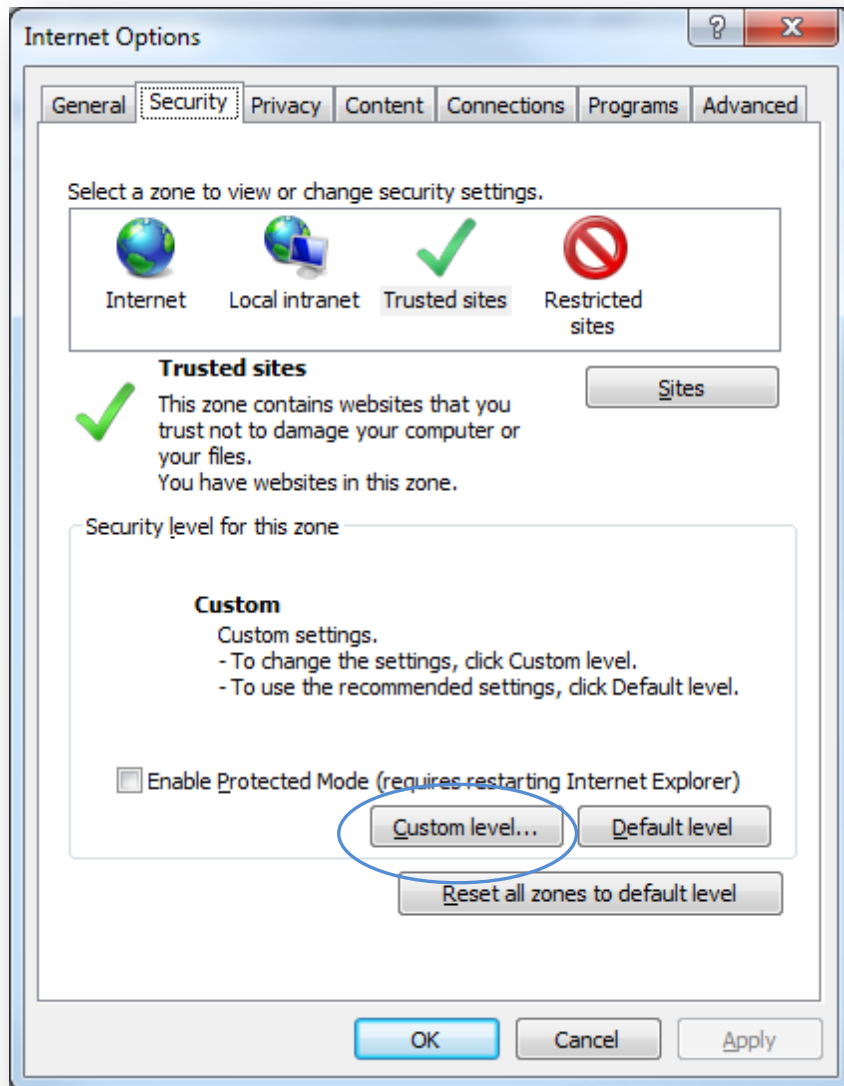 Internet Options
General Security Privacy Content Connections Programs Advanced
Select a zone to view or change security settings.
Internet Local intranet Trusted sites Restricted
sites
Trusted sites
Sites
This zone contains websites that you
trust not to damage your computer or
your files.
You have websites in this zone.
Security level for this zone
Custom
Custom settings.
- To change the settings, click Custom level.
- To use the recommended settings, click Default level.
Enable Protected Mode (requires restarting Internet Explorer)
Custom level... Default level
Reset all zones to default level
OK Cancel Apply